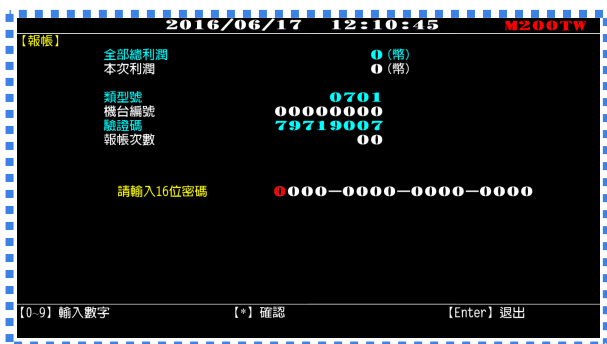 2016/06/17 12:10:45 M200TW
【報帳】
全部總利潤 0 (幣)
本次利潤 0 (幣)
類型號 0701
機台編號 00000000
驗證碼 79719007
報帳次數 00
請輸入16位密碼 0000-0000-0000-0000
【0~9】輸入數字 【*】確認 【Enter】退出